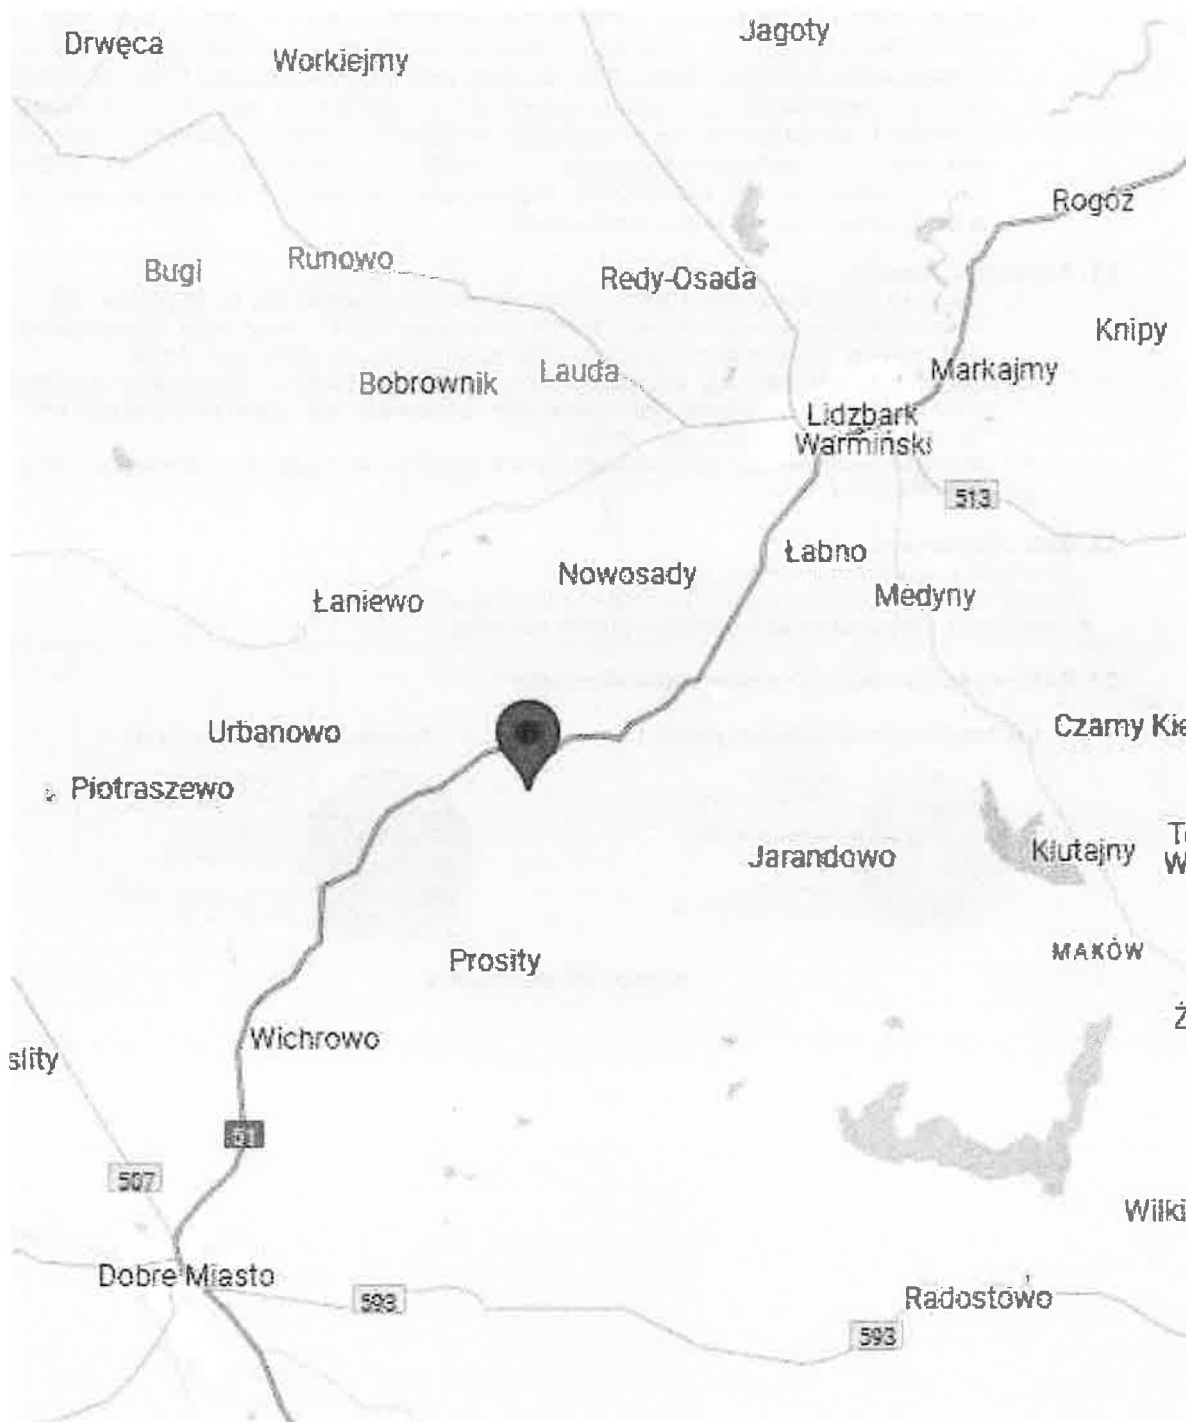 Jagoty
Drwęca
Workiejmy
Rogóż
Runowo
Bugi
Redy-Osada
Knipy
Markajmy
Lauda
Bobrownik
Lidzbark
Warmiński
513
Łabno
Nowosady
Medyny
Łaniewo
Czarny Kie
Urbanowo
Piotraszewo
Klutajny
Jarandowo
MAKÓW
Prosity
Wichrowo
slity
51
507
Wilki
Dobre Miasto
Radostowo
593
593